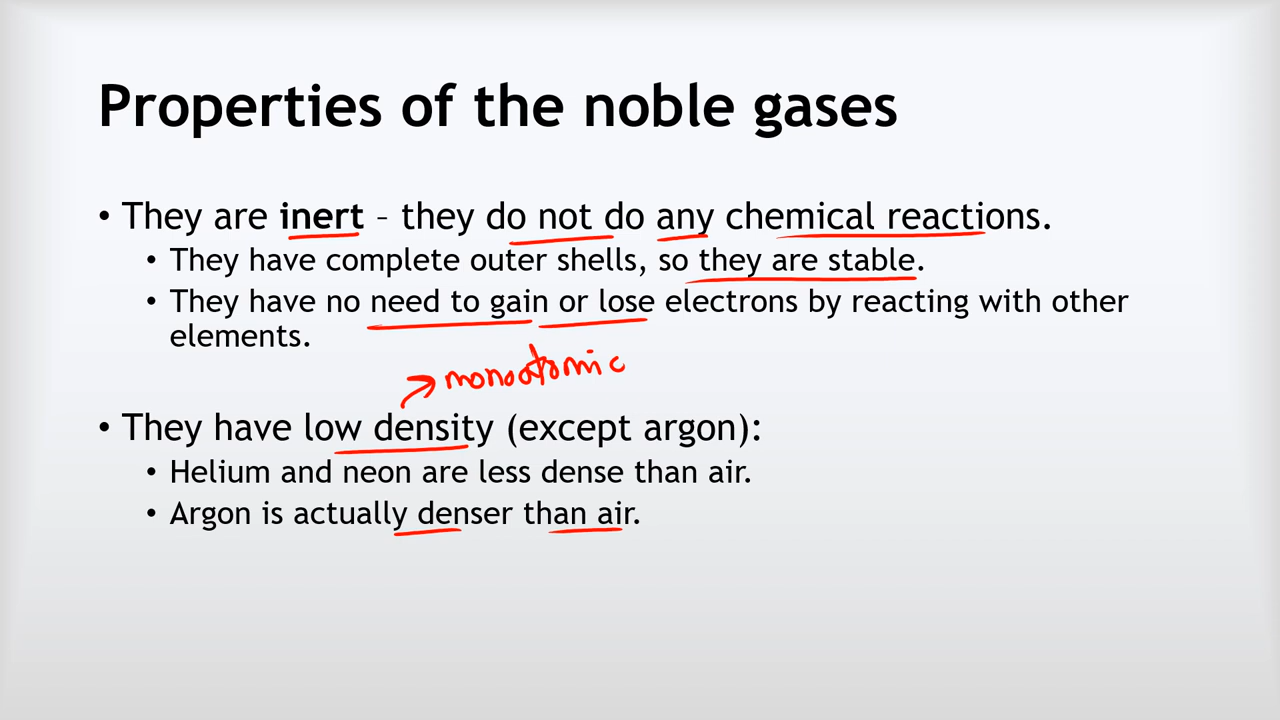 Properties of the noble gases
• They are inert – they do not do any chemical reactions.
• They have complete outer shells, so they are stable.
• They have no need to gain or lose electrons by reacting with other
elements.
→ monoatomic
• They have low density (except argon):
• Helium and neon are less dense than air.
• Argon is actually denser than air.